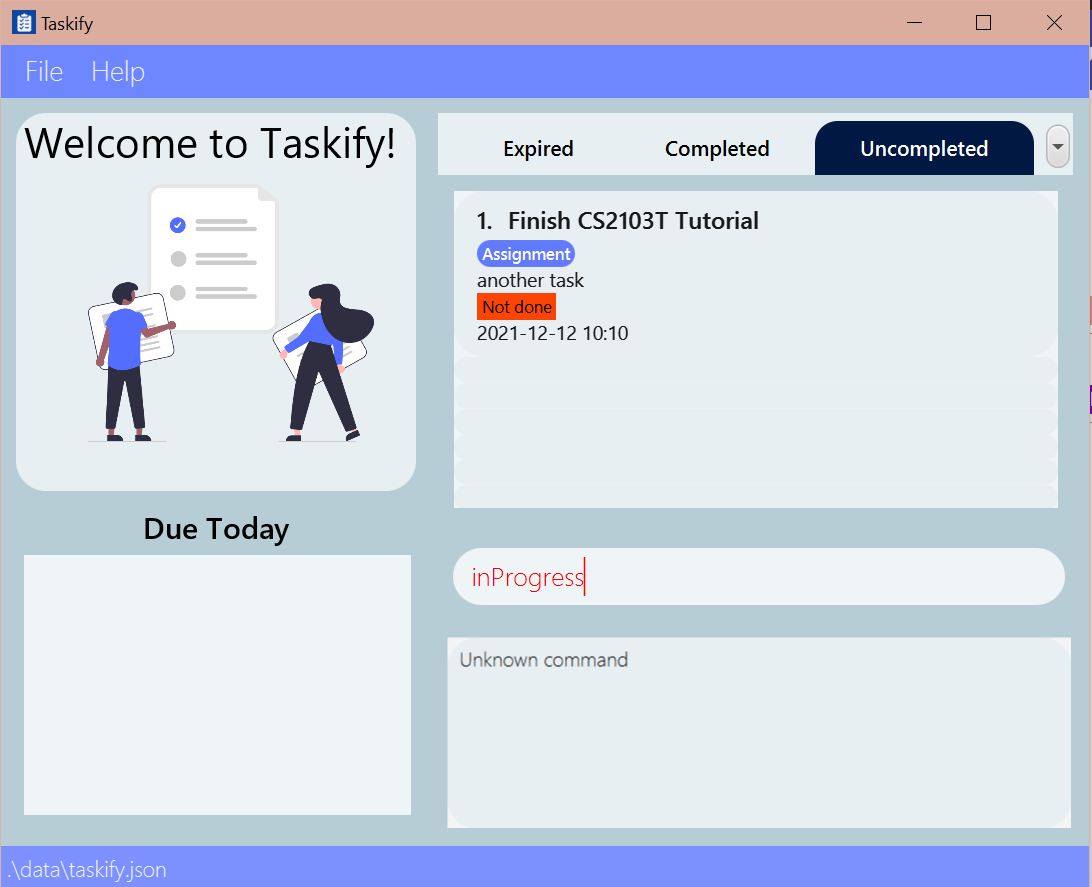 Taskify
File Help
Welcome to Taskify!
Due Today
Expired Completed Uncompleted
1. Finish CS2103T Tutorial
Assignment
another task
Not done
2021-12-12 10:10
inProgress
Unknown command
.\data\taskify.json